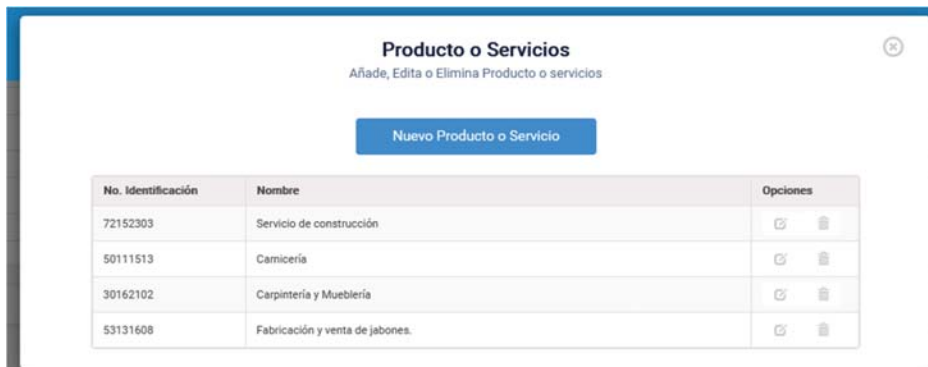 Producto o Servicios
Añade, Edita o Elimina Producto o servicios
Nuevo Producto o Servicio
No. Identificación Nombre Opciones
72152303 Servicio de construcción
50111513 Carnicería
30162102 Carpintería y Mueblería
53131608 Fabricación y venta de jabones.